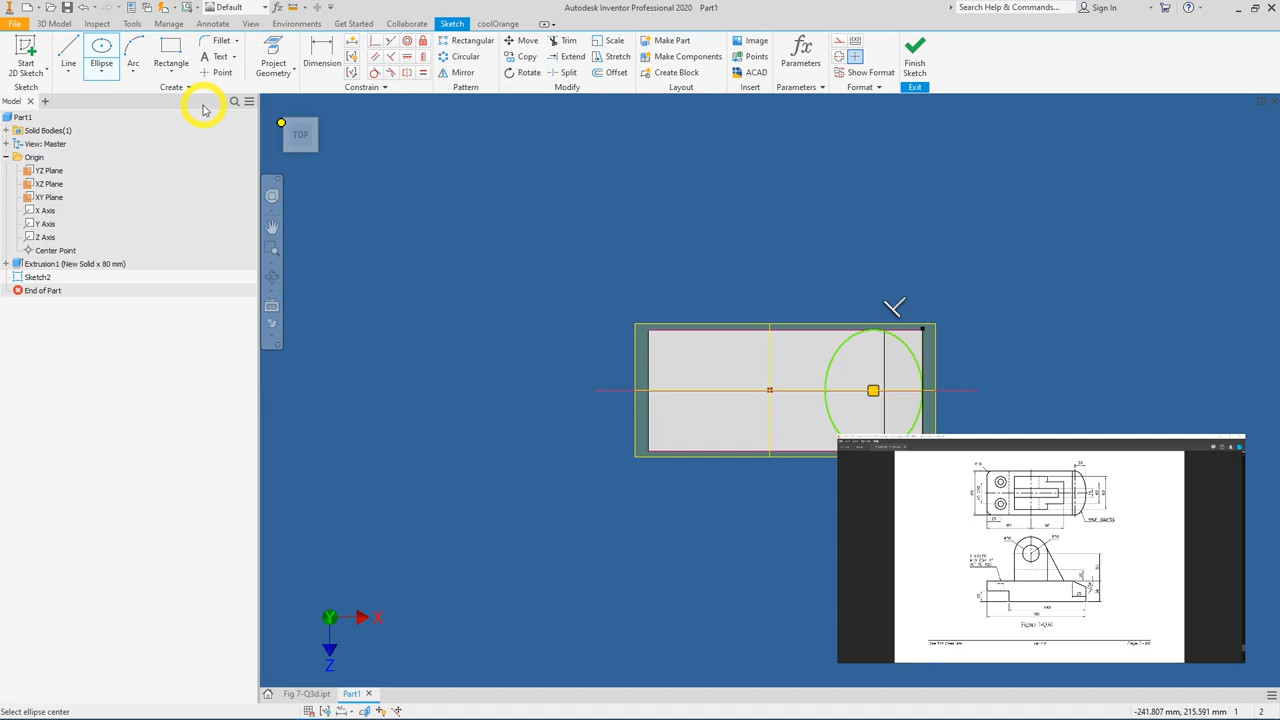 Default
Autodesk Inventor Professional 2020 Part1
Search Help & Commands...
Sign In
File 3D Model Inspect Tools Manage Annotate View Environments Get Started Collaborate Sketch coolOrange
Start
2D Sketch
Line Ellipse Arc Rectangle
Fillet
Text
Point
Project
Geometry
Dimension
Rectangular
Circular
Mirror
Move
Copy
Rotate
Trim
Extend
Split
Scale
Stretch
Offset
Make Part
Make Components
Create Block
Image
Points
ACAD
Parameters
Show Format
Finish
Sketch
Sketch Create Constrain Pattern Modify Layout Insert Parameters Format Exit
Model
Part1
Solid Bodies(1)
View: Master
Origin
YZ Plane
XZ Plane
XY Plane
X Axis
Y Axis
Z Axis
Center Point
Extrusion1 (New Solid x 80 mm)
Sketch2
End of Part
TOP
Figure 7-Q3d
Y X
Z
Fig 7-Q3d.ipt Part1
Select ellipse center
-241.807 mm, 215.591 mm 1 2